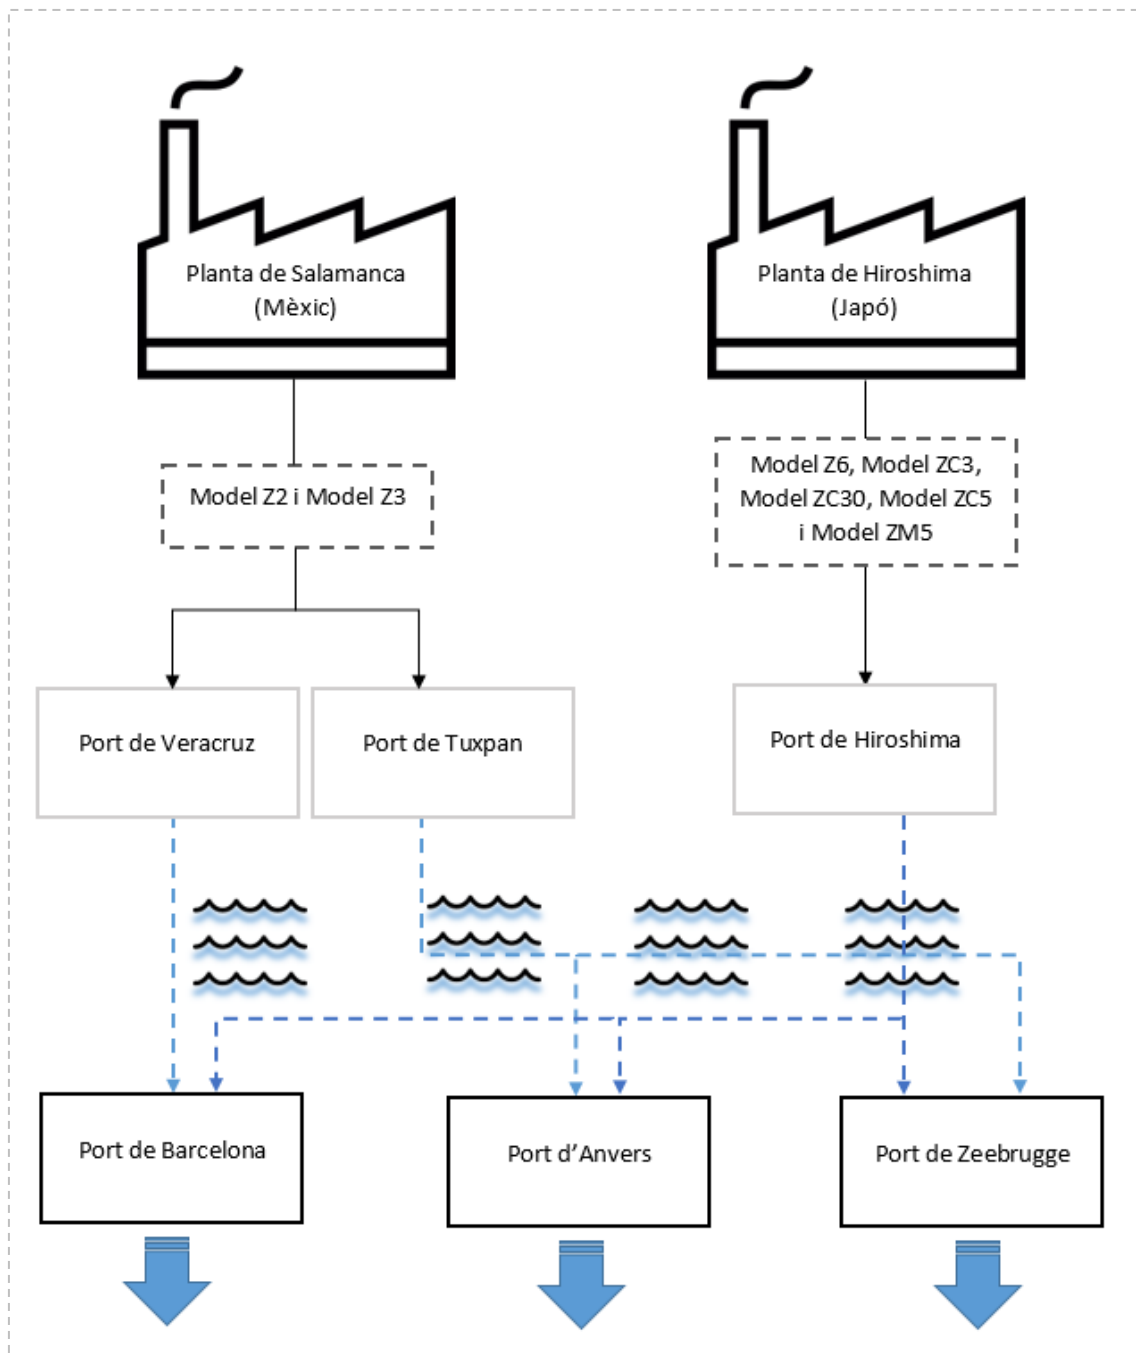 Planta de Salamanca
(Mèxic)
Planta de Hiroshima
(Japó)
Model Z2 i Model Z3
Model Z6, Model ZC3,
Model ZC30, Model ZC5
i Model ZM5
Port de Veracruz
Port de Tuxpan
Port de Hiroshima
Port de Barcelona
Port d’Anvers
Port de Zeebrugge